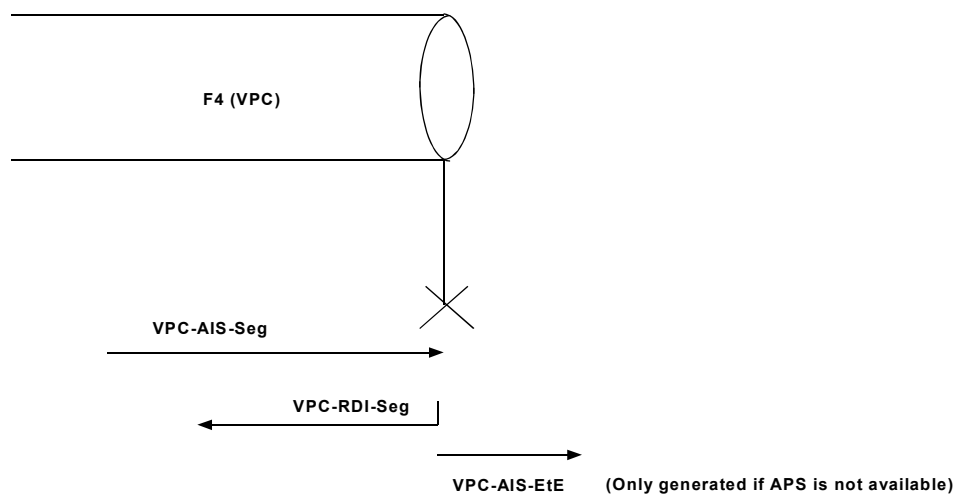 F4 (VPC)
VPC-AIS-Seg
VPC-RDI-Seg
VPC-AIS-EtE (Only generated if APS is not available)